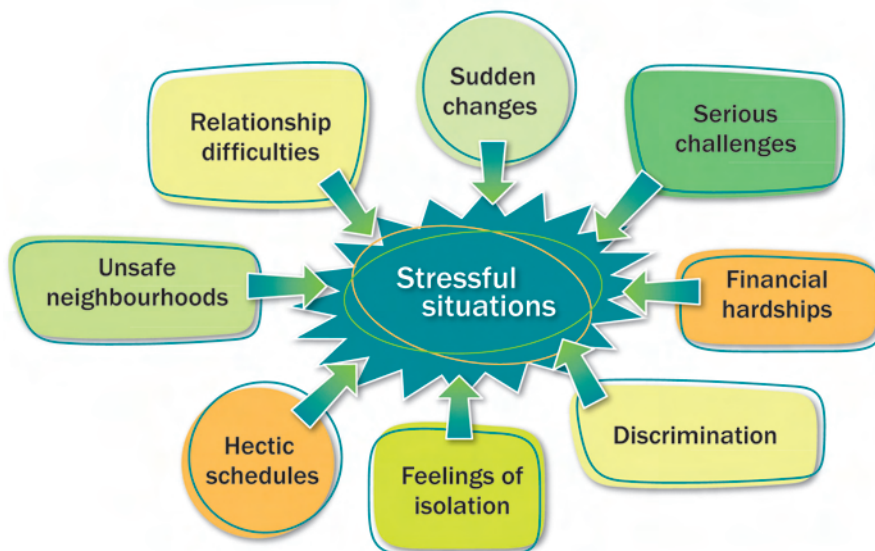 Sudden
changes
Relationship
difficulties
Serious
challenges
Unsafe
neighbourhoods
Stressful
situations
Financial
hardships
Hectic
schedules
Feelings of
isolation
Discrimination